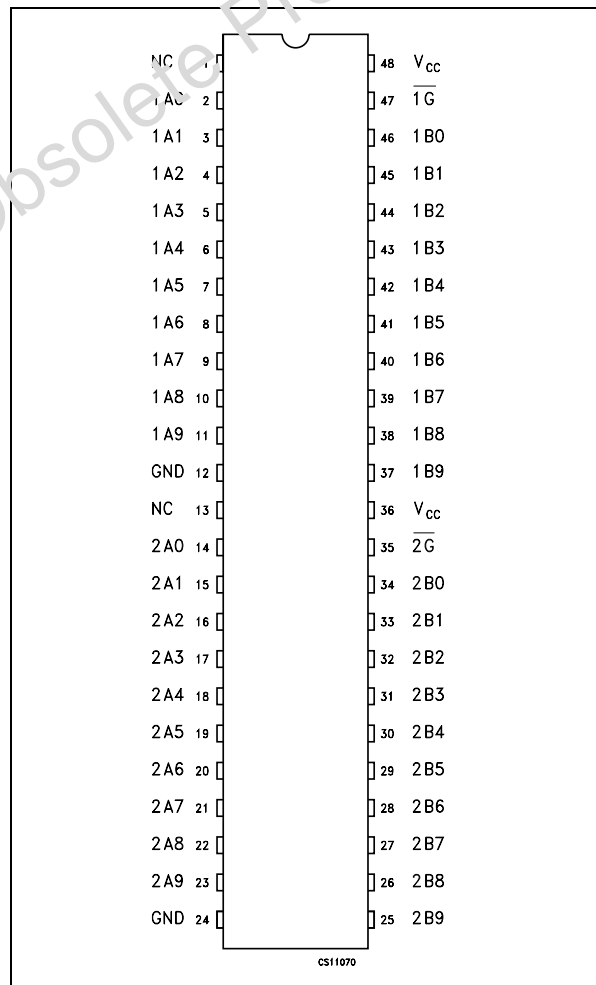 Obsolete Pro
NC 1 48 V_CC
1A0 2 47 1G̅
1A1 3 46 1B0
1A2 4 45 1B1
1A3 5 44 1B2
1A4 6 43 1B3
1A5 7 42 1B4
1A6 8 41 1B5
1A7 9 40 1B6
1A8 10 39 1B7
1A9 11 38 1B8
GND 12 37 1B9
NC 13 36 V_CC
2A0 14 35 2G̅
2A1 15 34 2B0
2A2 16 33 2B1
2A3 17 32 2B2
2A4 18 31 2B3
2A5 19 30 2B4
2A6 20 29 2B5
2A7 21 28 2B6
2A8 22 27 2B7
2A9 23 26 2B8
GND 24 25 2B9
CS11070